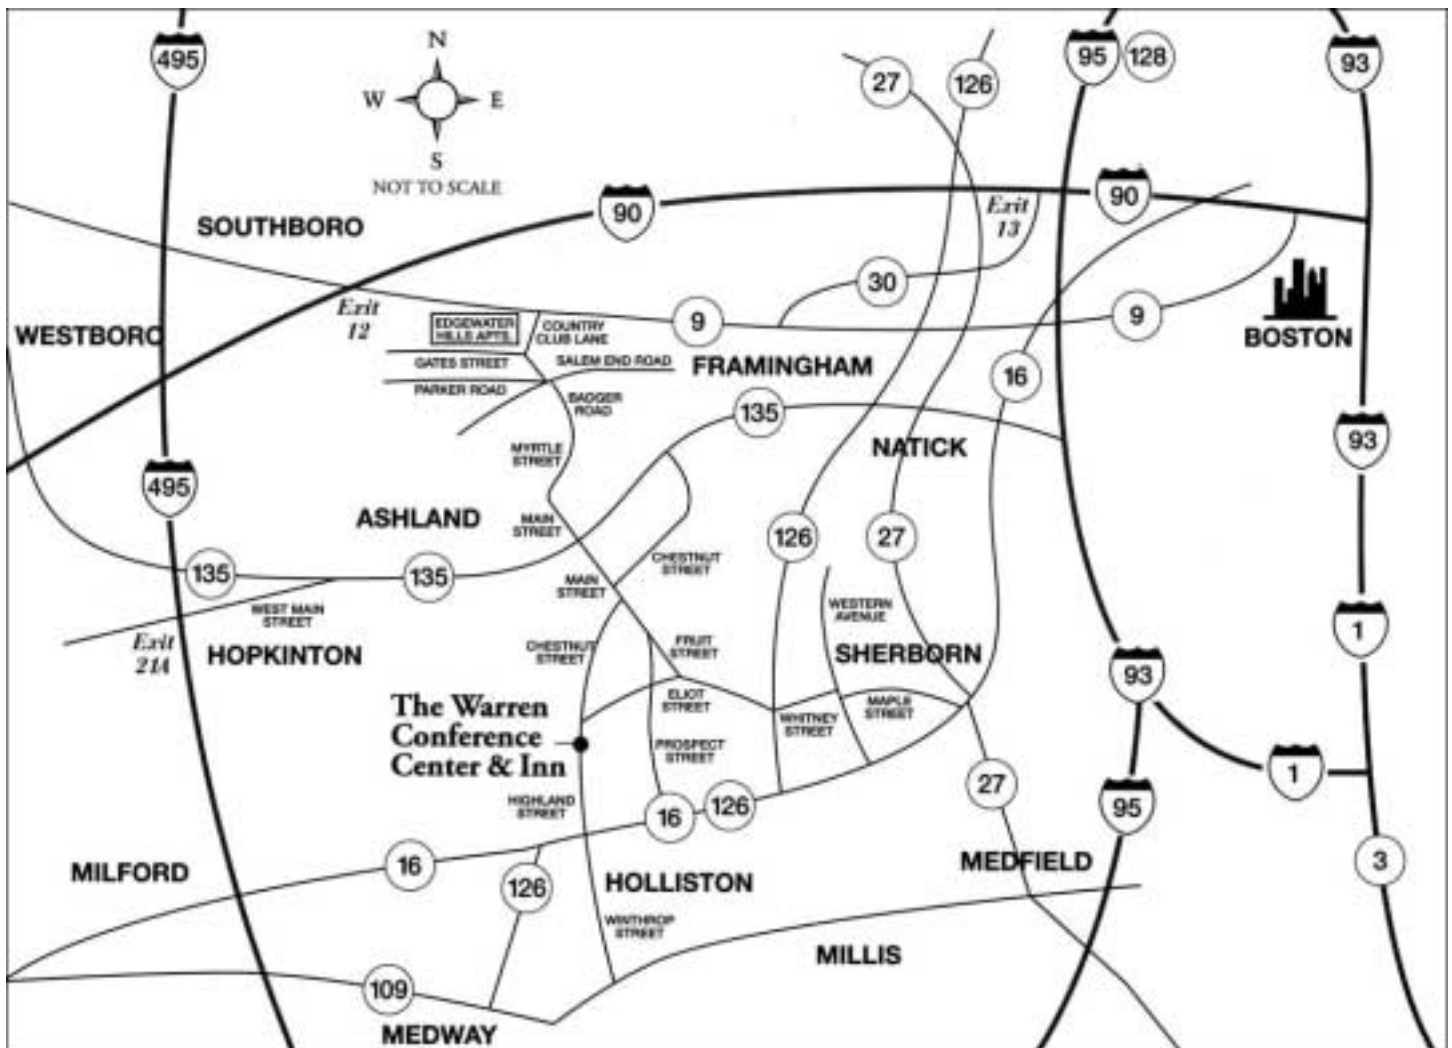 495
N
W
E
S
NOT TO SCALE
27
126
95
128
93
90
90
Exit
13
SOUTHBORO
30
Exit
12
9
9
WESTBORO
EDGEWATER
HILLS APTS.
COUNTRY
CLUB LANE
BOSTON
GATES STREET
SALEM END ROAD
FRAMINGHAM
16
PARKER ROAD
BADGER
ROAD
135
93
MYRTLE
STREET
NATICK
495
ASHLAND
MAIN
STREET
126
27
135
135
CHESTNUT
STREET
MAIN
STREET
WEST MAIN
STREET
WESTERN
AVENUE
1
Exit
21A
HOPKINTON
CHESTNUT
STREET
FRUIT
STREET
SHERBORN
93
The Warren
Conference
Center & Inn
ELIOT
STREET
WHITNEY
STREET
MAPLE
STREET
PROSPECT
STREET
1
27
HIGHLAND
STREET
16
126
95
MILFORD
16
126
HOLLISTON
MEDFIELD
3
WINTHROP
STREET
MILLIS
109
MEDWAY